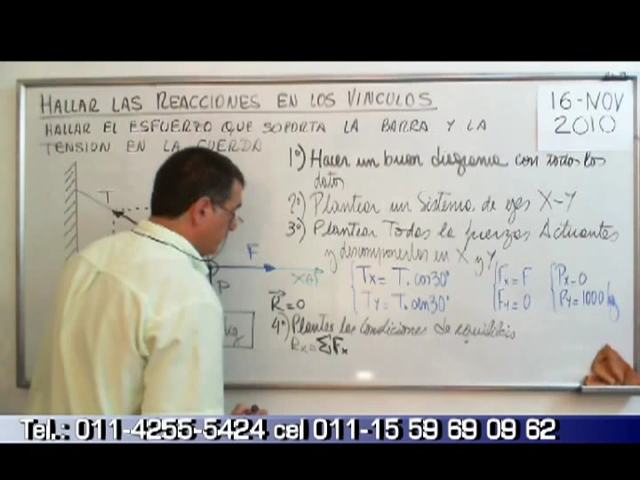 HALLAR LAS REACCIONES EN LOS VINCULOS
HALLAR EL ESFUERZO QUE SOPORTA LA BARRA Y LA
TENSION EN LA CUERDA
16-NOV
2010
1º) Hacer un buen diagrama con todos los
datos
2º) Plantear un Sistema de ejes X-Y
3º) Plantear Todas la fuerzas Actuantes
y descomponerlas en X y Y
Tx = T. cos30°
Ty = T. sen30°
Fx = F
Fy = 0
Px = 0
Py = 1000 kg
R = 0
4º) Plantea las Condiciones de equilibrio
Rx = ΣFx
T
F
X(+)
P
kg
Tel.: 011-4255-5424 cel 011-15 59 69 09 62